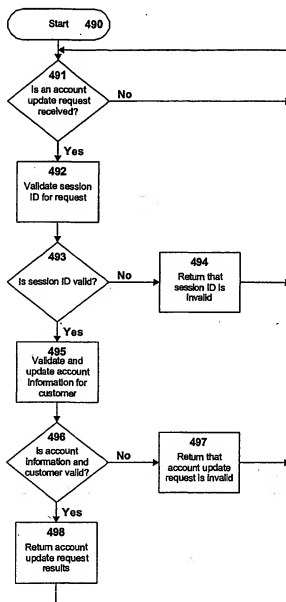 Start 490
491
Is an account
update request
received?
No
Yes
492
Validate session
ID for request
493
Is session ID valid?
No
494
Return that
session ID is
invalid
Yes
495
Validate and
update account
information for
customer
496
Is account
information and
customer valid?
No
497
Return that
account update
request is invalid
Yes
498
Return account
update request
results